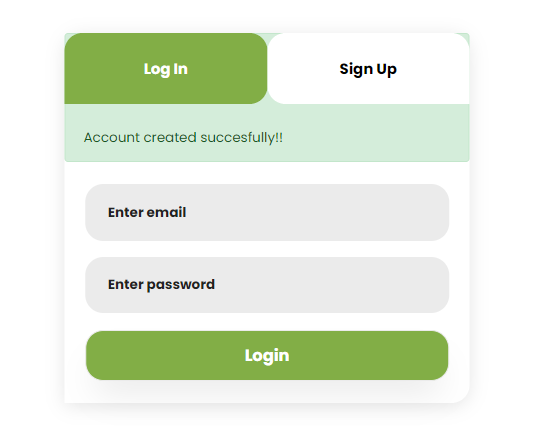 Log In Sign Up
Account created succesfully!!
Enter email
Enter password
Login